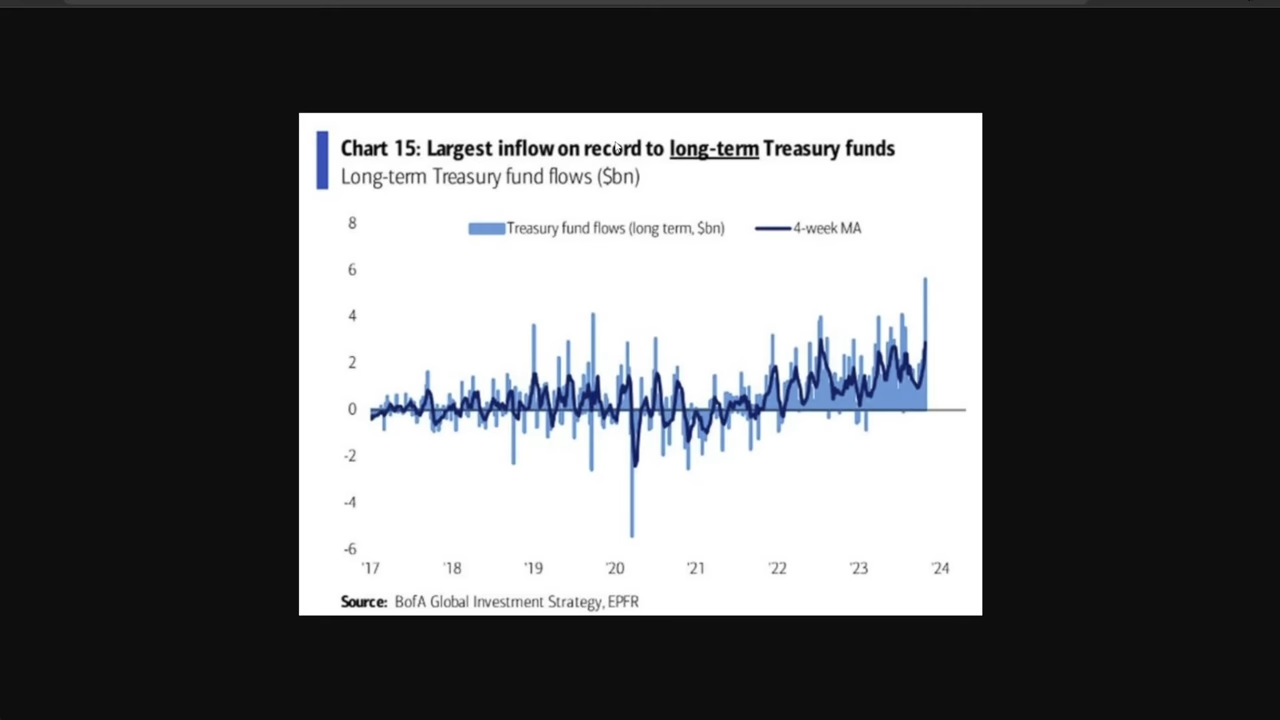 Chart 15: Largest inflow on record to long-term Treasury funds
Long-term Treasury fund flows ($bn)
8
Treasury fund flows (long term, $bn)
4-week MA
6
4
2
0
-2
-4
-6
'17 '18 '19 '20 '21 '22 '23 '24
Source: BofA Global Investment Strategy, EPFR